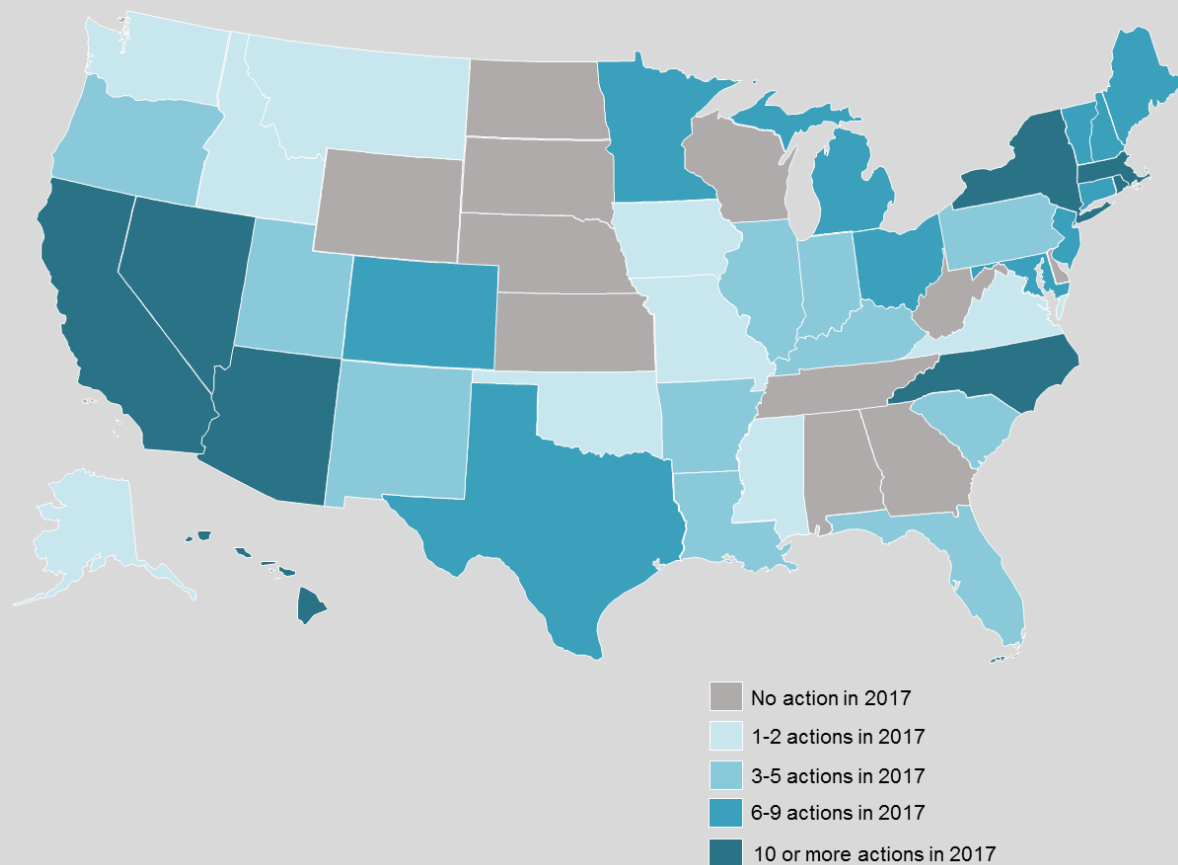 No action in 2017
1-2 actions in 2017
3-5 actions in 2017
6-9 actions in 2017
10 or more actions in 2017